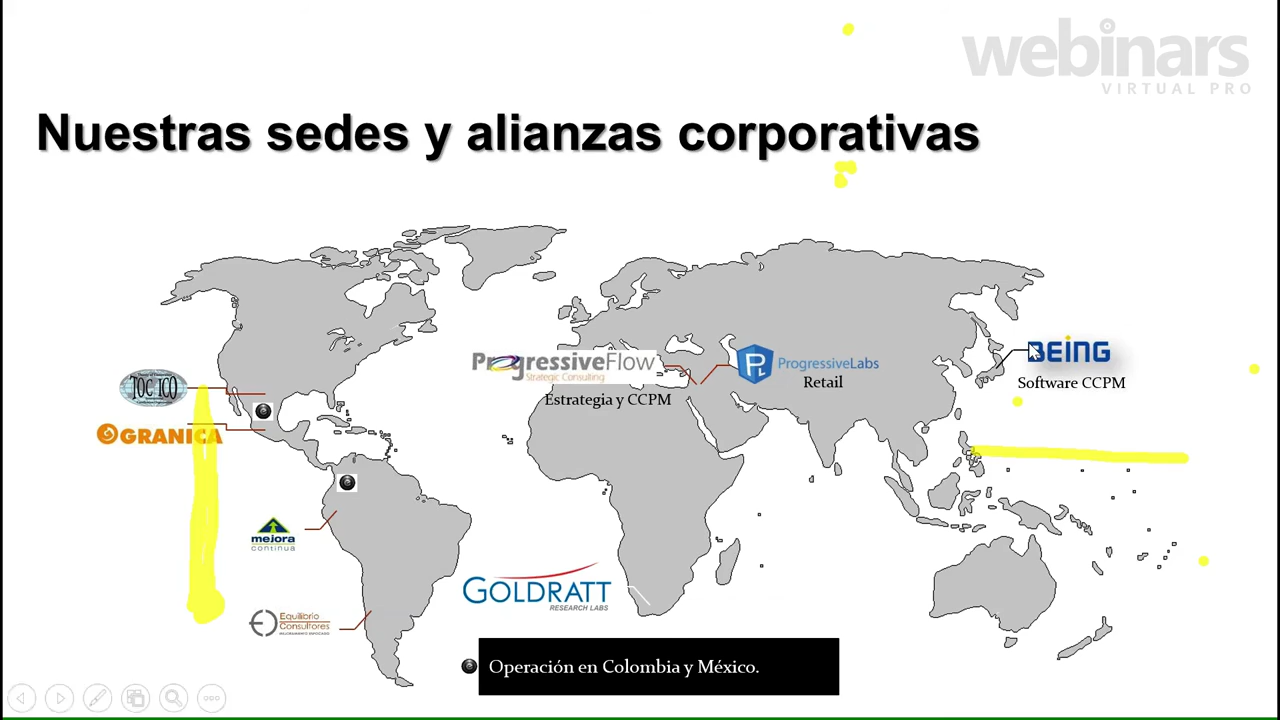 webinars
VIRTUAL PRO
Nuestras sedes y alianzas corporativas
TOC ICO
GRANICA
ProgressiveFlow
Strategic Consulting
Estrategia y CCPM
ProgressiveLabs
Retail
BEING
Software CCPM
mejora
continua
GOLDRATT
RESEARCH LABS
Equilibrio
Consultores
Operación en Colombia y México.